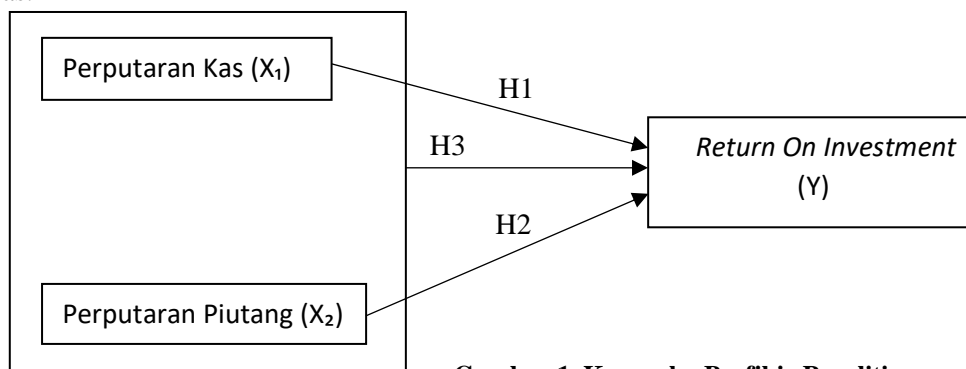 Perputaran Kas (X₁)
H1
H3
Return On Investment
(Y)
H2
Perputaran Piutang (X₂)